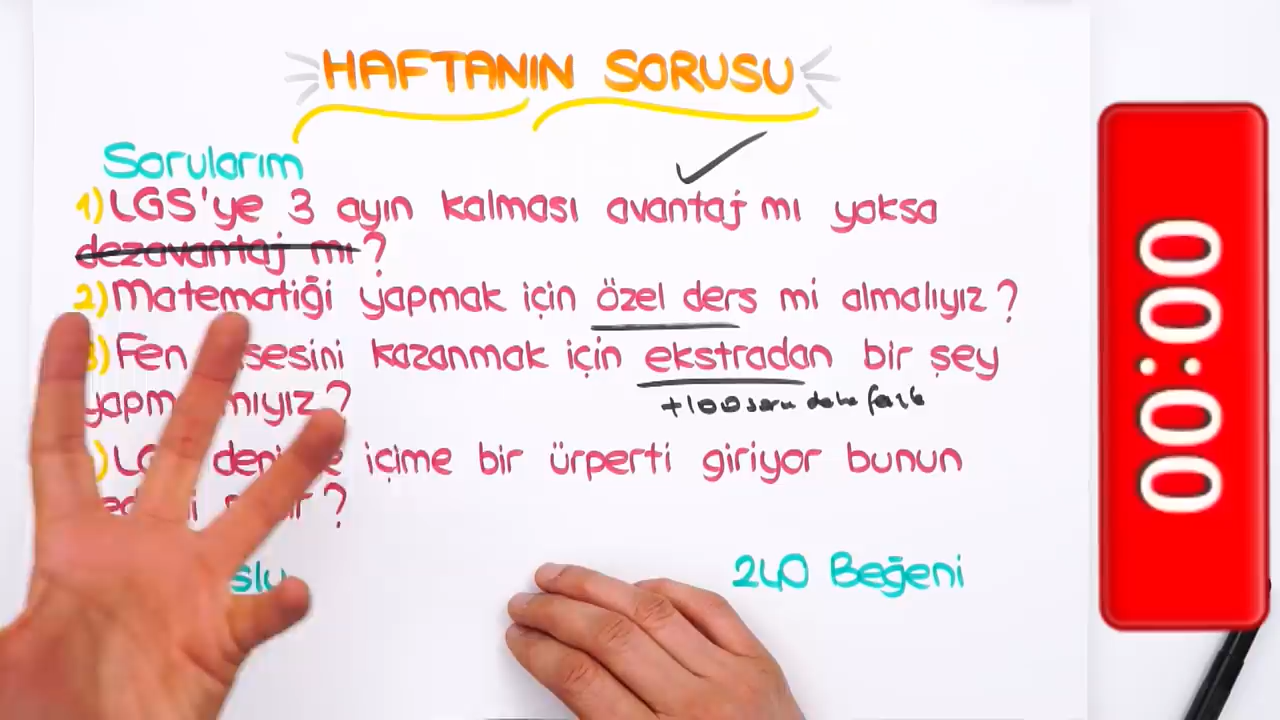 HAFTANIN SORUSU
Sorularım
1) LGS'ye 3 ayın kalması avantaj mı yoksa
dezavantaj mı?
2) Matematiği yapmak için özel ders mi almalıyız?
Fen kazanmak için ekstradan bir şey
+100 soru daha fazla
içime bir ürperti giriyor bunun
?
240 Beğeni
00:00